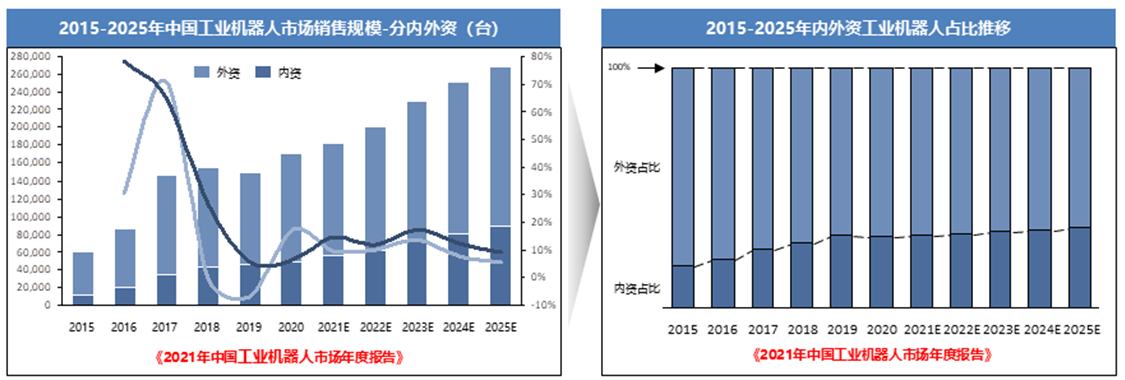 2015-2025年中国工业机器人市场销售规模-分内外资（台）
280,000
260,000
240,000
220,000
200,000
180,000
160,000
140,000
120,000
100,000
80,000
60,000
40,000
20,000
0
外资 内资
80%
70%
60%
50%
40%
30%
20%
10%
0%
-10%
2015 2016 2017 2018 2019 2020 2021E 2022E 2023E 2024E 2025E
《2021年中国工业机器人市场年度报告》
2015-2025年内外资工业机器人占比推移
100%
外资占比
内资占比
2015 2016 2017 2018 2019 2020 2021E 2022E 2023E 2024E 2025E
《2021年中国工业机器人市场年度报告》